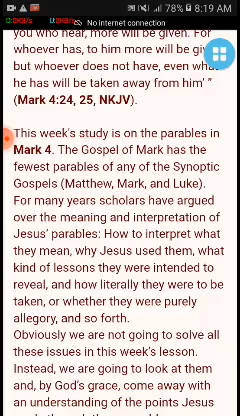 O:0KB/s U:0KB/s No internet connection 78% 8:19 AM
you who hear, more will be given. For
whoever has, to him more will be
but whoever does not have, even
he has will be taken away from him’ ”
(Mark 4:24, 25, NKJV).
This week's study is on the parables in
Mark 4. The Gospel of Mark has the
fewest parables of any of the Synoptic
Gospels (Matthew, Mark, and Luke).
For many years scholars have argued
over the meaning and interpretation of
Jesus’ parables: How to interpret what
they mean, why Jesus used them, what
kind of lessons they were intended to
reveal, and how literally they were to be
taken, or whether they were purely
allegory, and so forth.
Obviously we are not going to solve all
these issues in this week’s lesson.
Instead, we are going to look at them
and, by God’s grace, come away with
an understanding of the points Jesus